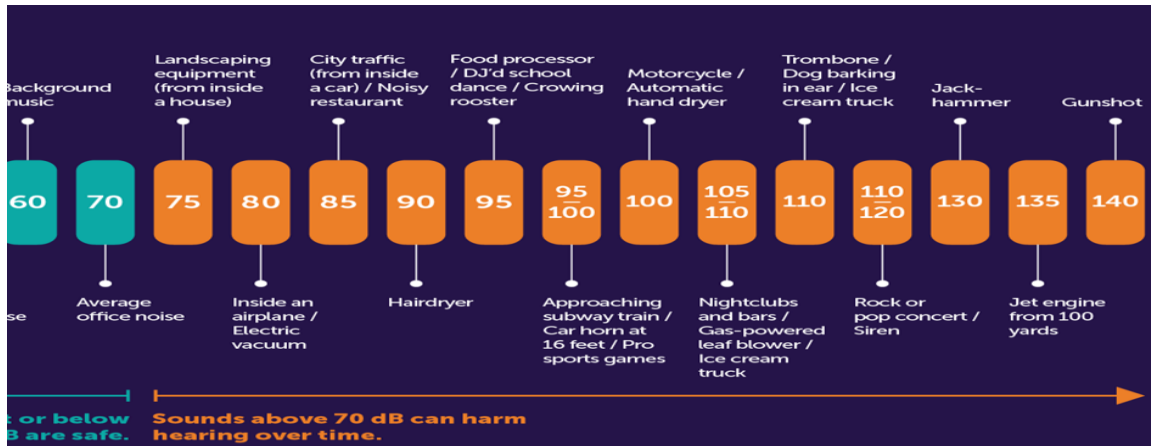 Background
music
Landscaping
equipment
(from inside
a house)
City traffic
(from inside
a car) / Noisy
restaurant
Food processor
/ DJ'd school
dance / Crowing
rooster
Motorcycle /
Automatic
hand dryer
Trombone /
Dog barking
in ear / Ice
cream truck
Jack-
hammer
Gunshot
60
70
75
80
85
90
95
95
100
100
105
110
110
110
120
130
135
140
se
Average
office noise
Inside an
airplane /
Electric
vacuum
Hairdryer
Approaching
subway train /
Car horn at
16 feet / Pro
sports games
Nightclubs
and bars /
Gas-powered
leaf blower /
Ice cream
truck
Rock or
pop concert /
Siren
Jet engine
from 100
yards
or below
are safe.
Sounds above 70 dB can harm
hearing over time.